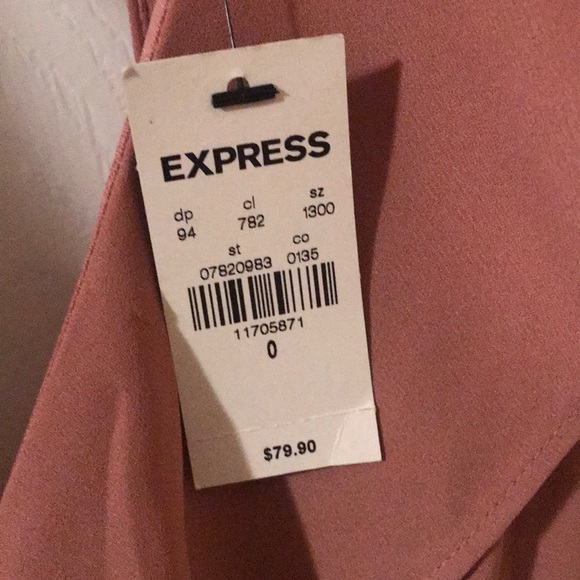 EXPRESS
dp cl sz
94 782 1300
st co
07820983 0135
11705871
0
$79.90